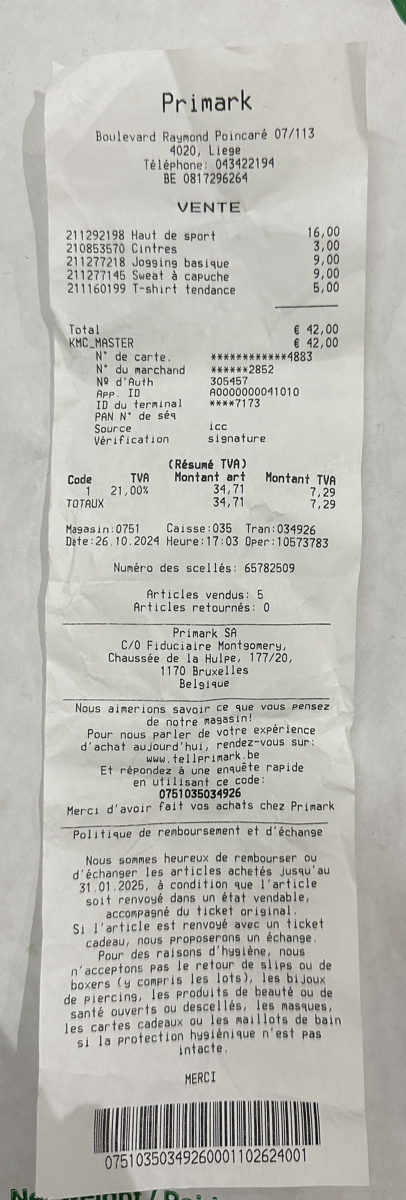 Primark
Boulevard Raymond Poincaré 07/113
4020, Liege
Téléphone: 043422194
BE 0817296264
VENTE
211292198 Haut de sport 16,00
210853570 Cintres 3,00
211277218 Jogging basique 9,00
211277145 Sweat à capuche 9,00
211160199 T-shirt tendance 5,00
Total € 42,00
KMC_MASTER € 42,00
N° de carte. ************4883
N° du marchand ******2852
Nº d'Auth 305457
App. ID A0000000041010
ID du terminal ****7173
PAN N° de séq
Source icc
Vérification signature
(Résumé TVA)
Code TVA Montant art Montant TVA
1 21,00% 34,71 7,29
TOTAUX 34,71 7,29
Magasin:0751 Caisse:035 Tran:034926
Date:26.10.2024 Heure:17:03 Oper:10573783
Numéro des scellés: 65782509
Articles vendus: 5
Articles retournés: 0
Primark SA
C/O Fiduciaire Montgomery,
Chaussée de la Hulpe, 177/20,
1170 Bruxelles
Belgique
Nous aimerions savoir ce que vous pensez
de notre magasin!
Pour nous parler de votre expérience
d'achat aujourd'hui, rendez-vous sur:
www.tellprimark.be
Et répondez à une enquête rapide
en utilisant ce code:
0751035034926
Merci d'avoir fait vos achats chez Primark
Politique de remboursement et d'échange
Nous sommes heureux de rembourser ou
d'échanger les articles achetés jusqu'au
31.01.2025, à condition que l'article
soit renvoyé dans un état vendable,
accompagné du ticket original.
Si l'article est renvoyé avec un ticket
cadeau, nous proposerons un échange.
Pour des raisons d'hygiène, nous
n'acceptons pas le retour de slips ou de
boxers (y compris les lots), les bijoux
de piercing, les produits de beauté ou de
santé ouverts ou descellés, les masques,
les cartes cadeaux ou les maillots de bain
si la protection hygiénique n'est pas
intacte.
MERCI
07510350349260001102624001